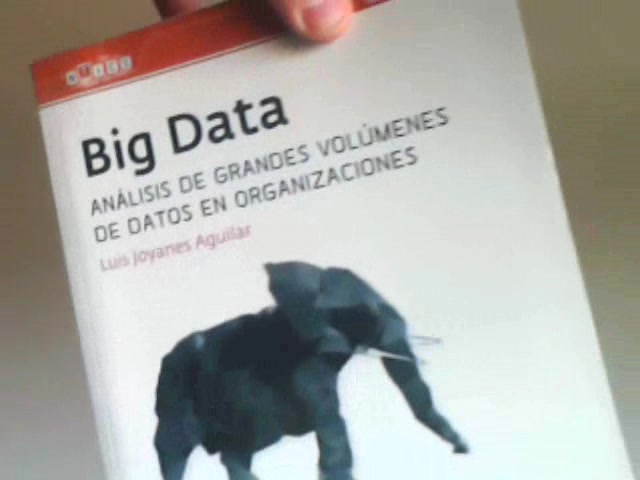 Big Data
ANÁLISIS DE GRANDES VOLÚMENES
DE DATOS EN ORGANIZACIONES
Luis Joyanes Aguilar